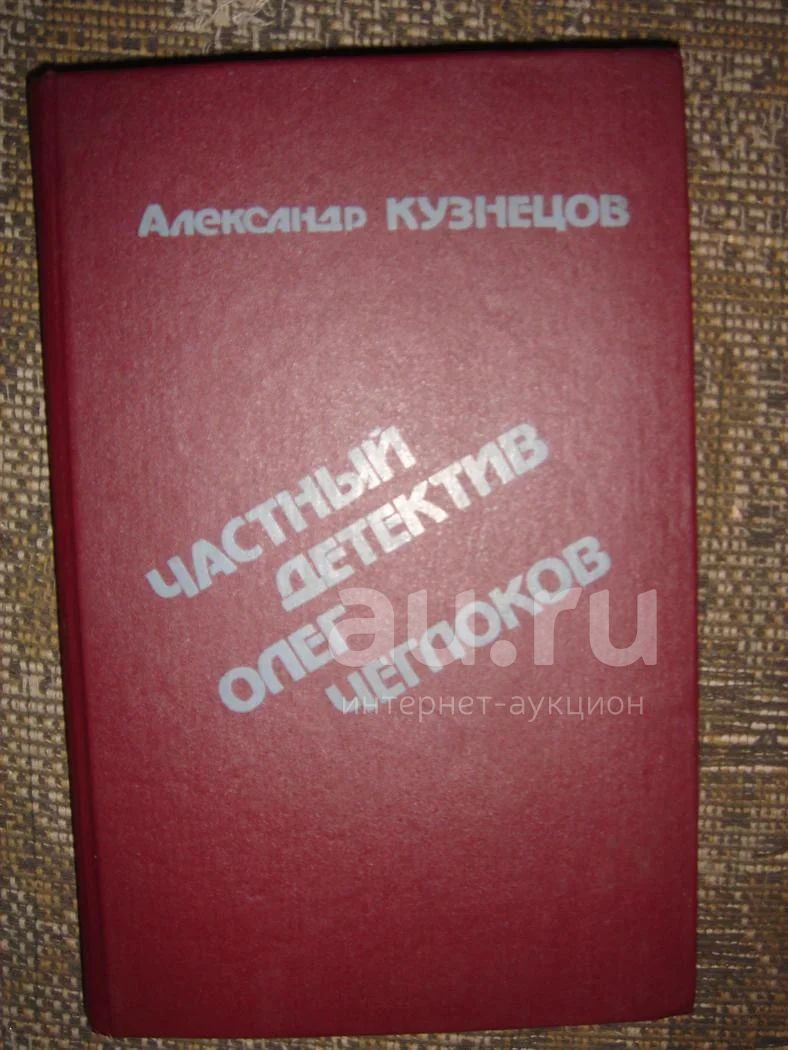 Александр КУЗНЕЦОВ
ЧАСТНЫЙ
ДЕТЕКТИВ
ОЛЕГ
ЧЕГЛОКОВ
au.ru
интернет-аукцион